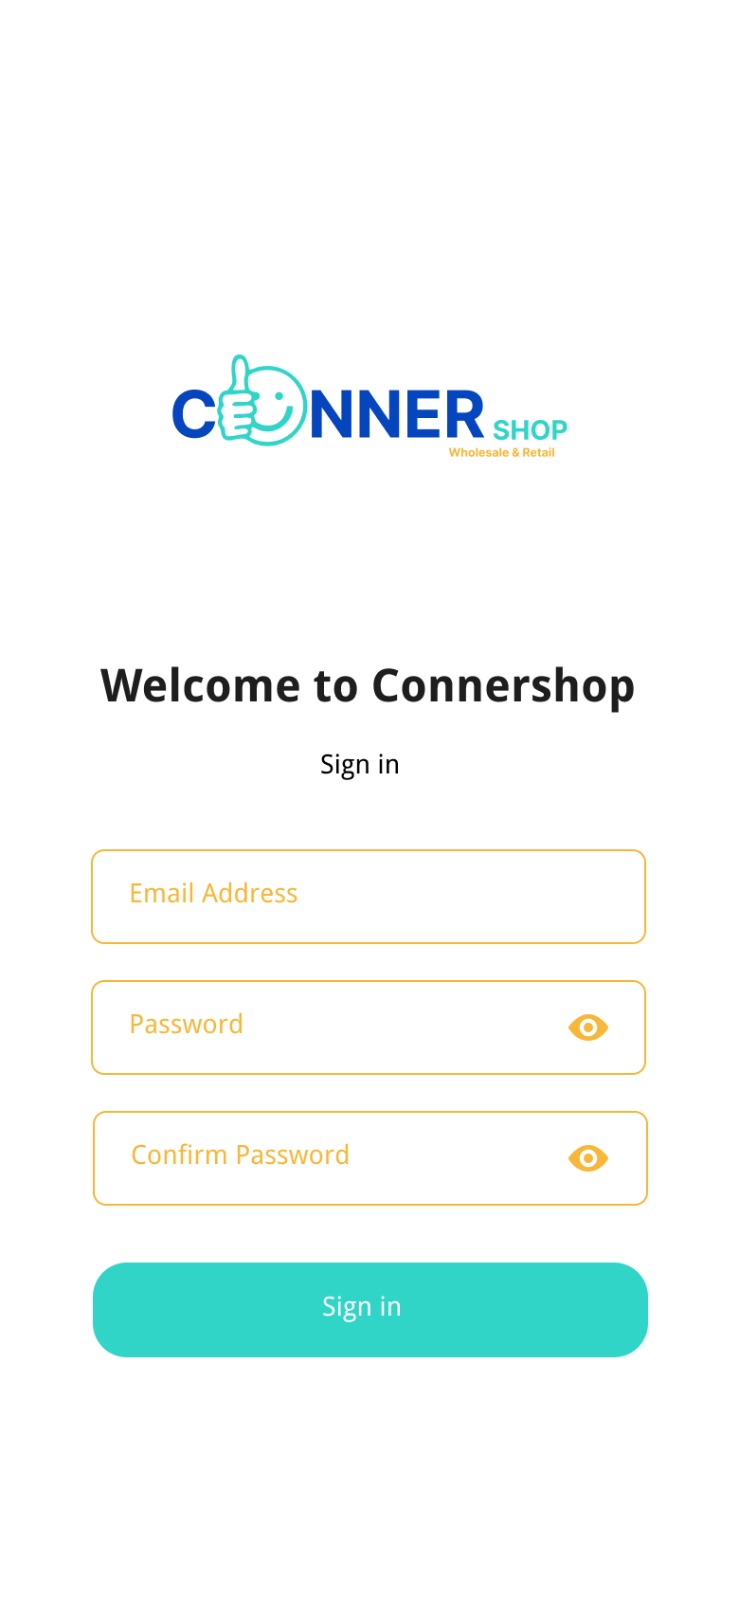 CONNER SHOP
Wholesale & Retail
Welcome to Connershop
Sign in
Email Address
Password
Confirm Password
Sign in